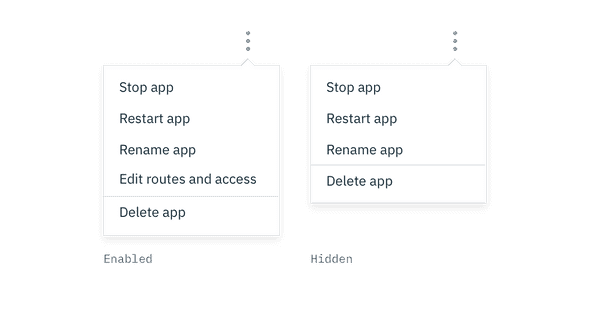 Stop app
Restart app
Rename app
Edit routes and access
Delete app
Enabled
Stop app
Restart app
Rename app
Delete app
Hidden